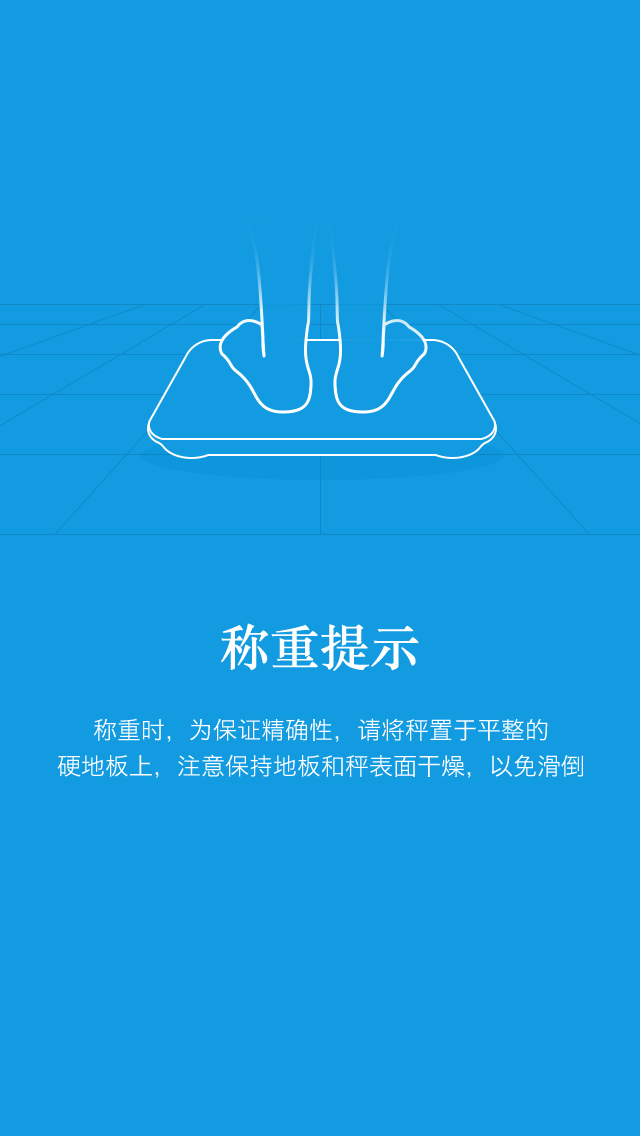 称重提示
称重时，为保证精确性，请将秤置于平整的
硬地板上，注意保持地板和秤表面干燥，以免滑倒